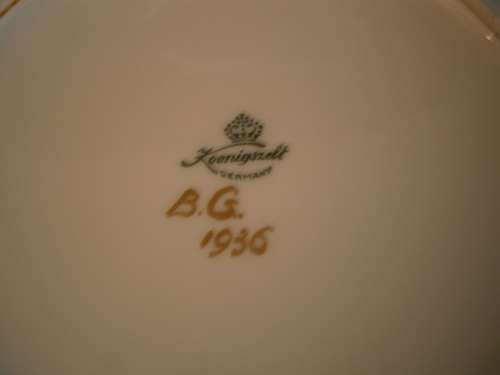 Koenigszelt
GERMANY
B.G.
1936